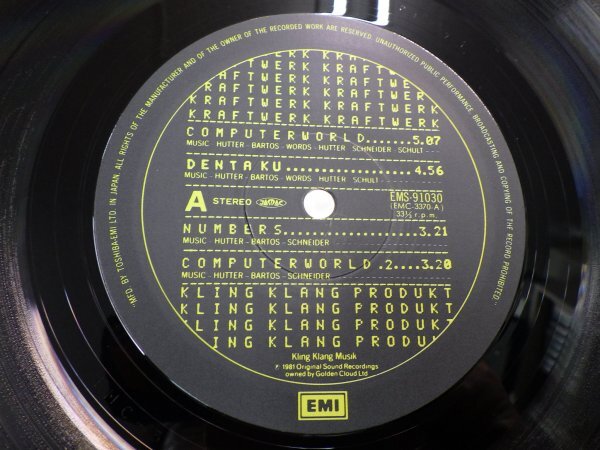 "MFD. BY TOSHIBA-EMI LTD. IN JAPAN. ALL RIGHTS OF THE MANUFACTURER AND OF THE OWNER OF THE RECORDED WORK ARE RESERVED. UNAUTHORIZED PUBLIC PERFORMANCE BROADCASTING AND COPYING OF THE RECORD PROHIBITED."
KRAFTWERK KRAFTWERK
KRAFTWERK KRAFTWERK
KRAFTWERK KRAFTWERK
KRAFTWERK KRAFTWERK
COMPUTERWORLD.......5.07
MUSIC - HUTTER - BARTOS - WORDS - HUTTER SCHNEIDER SCHULT
DENTAKU...................4.56
MUSIC - HUTTER - BARTOS - WORDS - HUTTER SCHULT
A STEREO
EMS-91030
(EMC-3370-A)
33⅓ r.p.m.
NUMBERS...................3.21
MUSIC - HUTTER - BARTOS - SCHNEIDER
COMPUTERWORLD.2...3.20
MUSIC - HUTTER - BARTOS - SCHNEIDER
KLING KLANG PRODUKT
KLING KLANG PRODUKT
KLING KLANG PRODUK
LING KLANG PRODUK
Kling Klang Musik
℗ 1981 Original Sound Recordings
owned by Golden Cloud Ltd
EMI